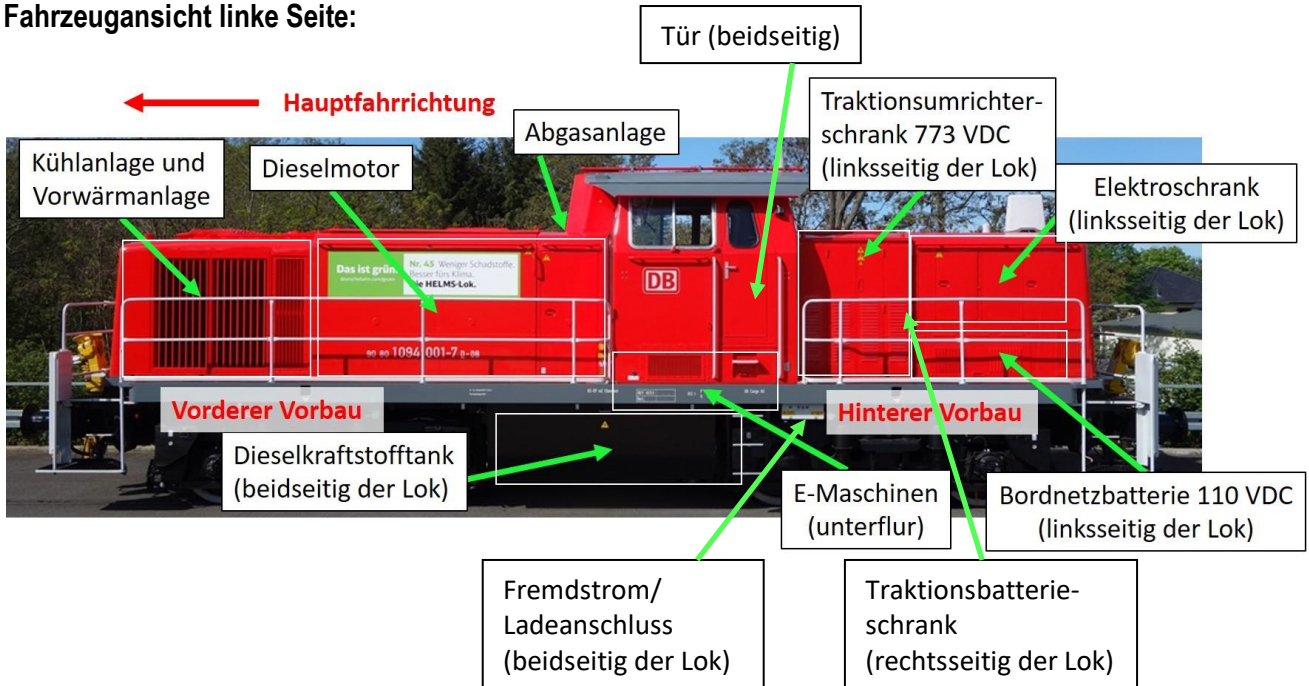 Fahrzeugansicht linke Seite:
Tür (beidseitig)
Hauptfahrrichtung
Abgasanlage
Traktionsumrichter-
schrank 773 VDC
(linksseitig der Lok)
Kühlanlage und
Vorwärmanlage
Dieselmotor
Elektroschrank
(linksseitig der Lok)
Das ist grün.
Nr. 45 Weniger Schadstoffe.
Besser fürs Klima.
Die HELMS-Lok.
DB
90 80 1094 001-7 D-DB
Vorderer Vorbau
Hinterer Vorbau
Dieselkraftstofftank
(beidseitig der Lok)
E-Maschinen
(unterflur)
Bordnetzbatterie 110 VDC
(linksseitig der Lok)
Fremdstrom/
Ladeanschluss
(beidseitig der Lok)
Traktionsbatterie-
schrank
(rechtsseitig der Lok)